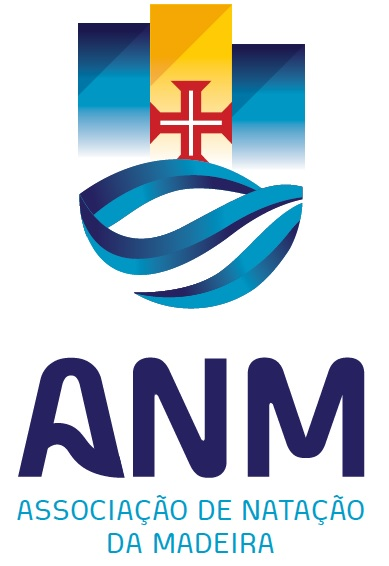 ANM
ASSOCIAÇÃO DE NATAÇÃO
DA MADEIRA